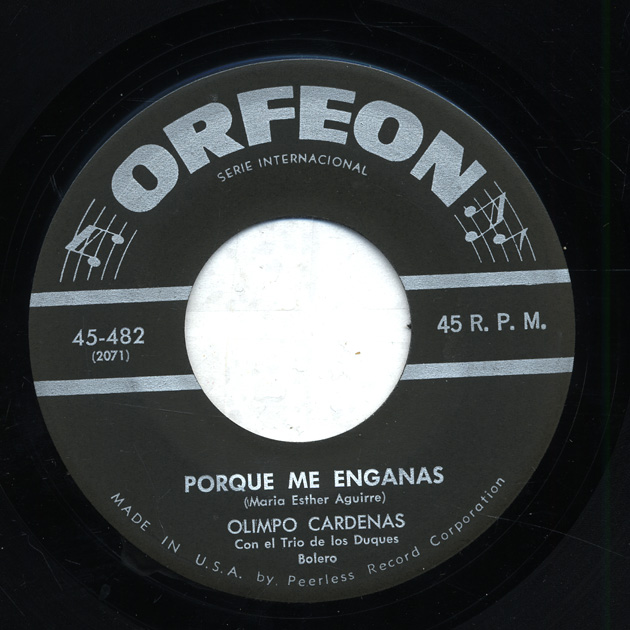 ORFEON
SERIE INTERNACIONAL
45-482
(2071)
45 R. P. M.
PORQUE ME ENGANAS
(Maria Esther Aguirre)
OLIMPO CARDENAS
Con el Trio de los Duques
Bolero
MADE IN U.S.A. by. Peerless Record Corporation